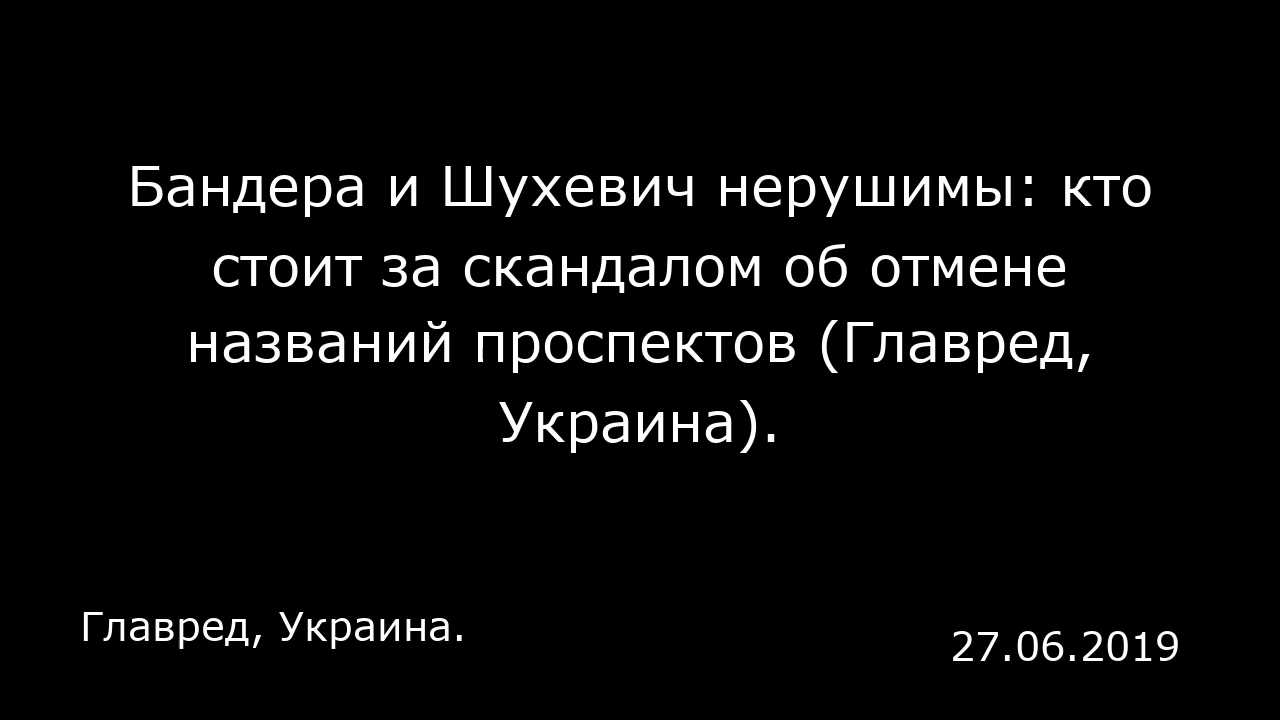 Бандера и Шухевич нерушимы: кто
стоит за скандалом об отмене
названий проспектов (Главред,
Украина).
Главред, Украина.
27.06.2019